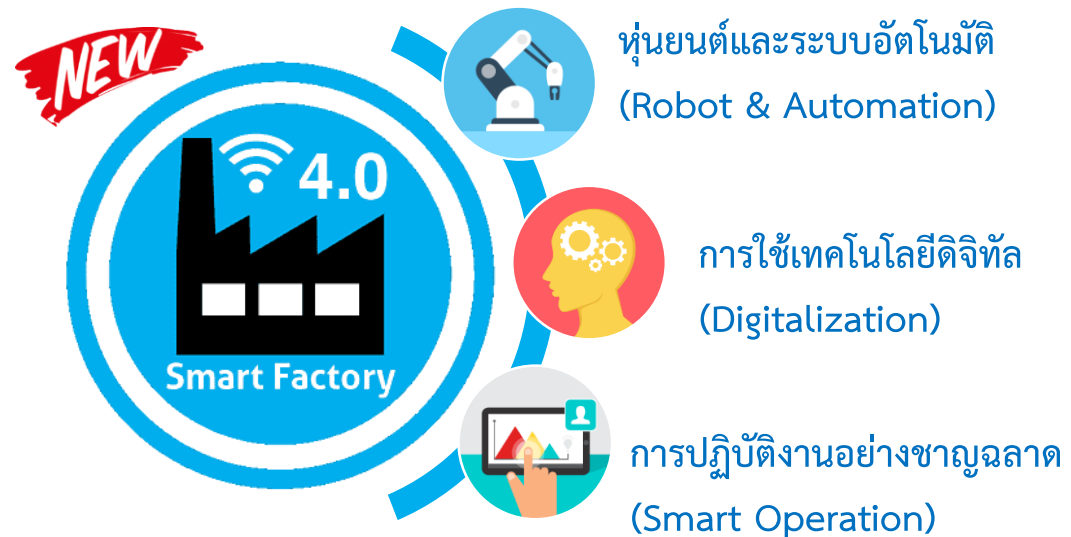 NEW
4.0
Smart Factory
หุ่นยนต์และระบบอัตโนมัติ
(Robot & Automation)
การใช้เทคโนโลยีดิจิทัล
(Digitalization)
การปฏิบัติงานอย่างชาญฉลาด
(Smart Operation)